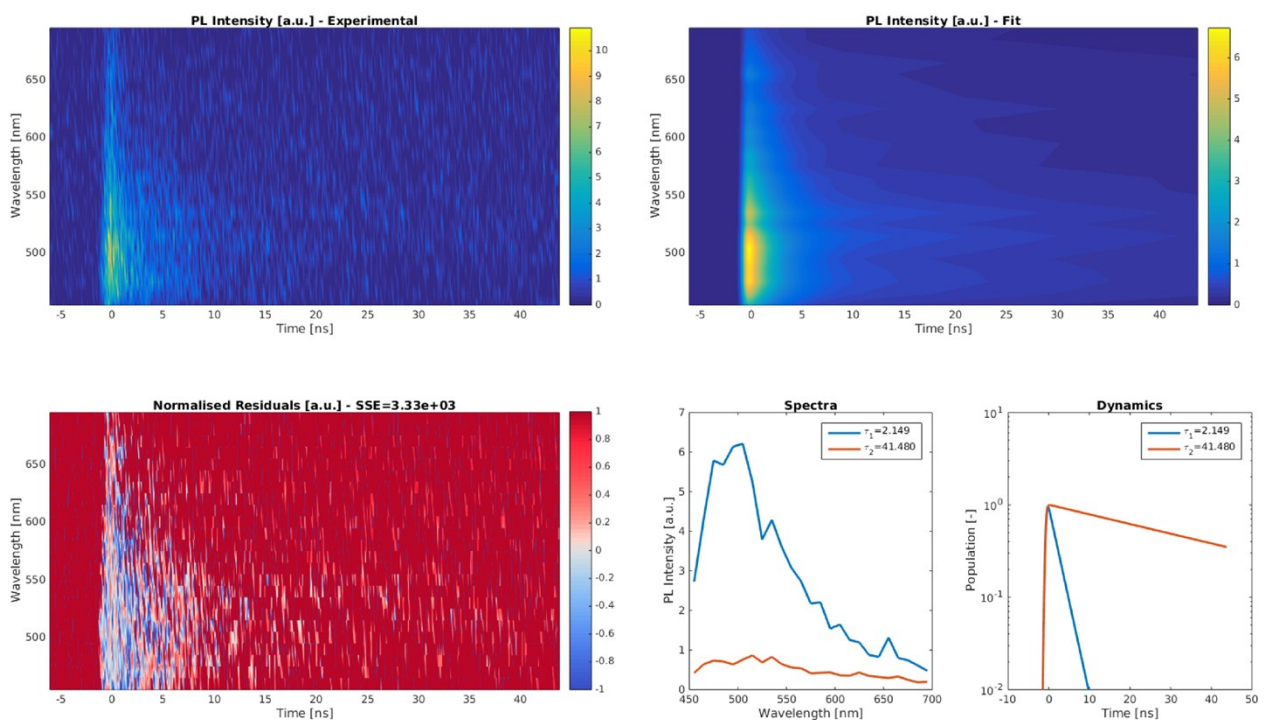 PL Intensity [a.u.] - Experimental
Wavelength [nm]
650
600
550
500
-5 0 5 10 15 20 25 30 35 40
Time [ns]
10
9
8
7
6
5
4
3
2
1
0
PL Intensity [a.u.] - Fit
Wavelength [nm]
650
600
550
500
-5 0 5 10 15 20 25 30 35 40
Time [ns]
6
5
4
3
2
1
0
Normalised Residuals [a.u.] - SSE=3.33e+03
Wavelength [nm]
650
600
550
500
-5 0 5 10 15 20 25 30 35 40
Time [ns]
1
0.8
0.6
0.4
0.2
0
-0.2
-0.4
-0.6
-0.8
-1
Spectra
PL Intensity [a.u.]
7
6
5
4
3
2
1
0
450 500 550 600 650 700
Wavelength [nm]
τ1=2.149
τ2=41.480
Dynamics
Population [-]
10^1
10^0
10^-1
10^-2
-10 0 10 20 30 40 50
Time [ns]
τ1=2.149
τ2=41.480